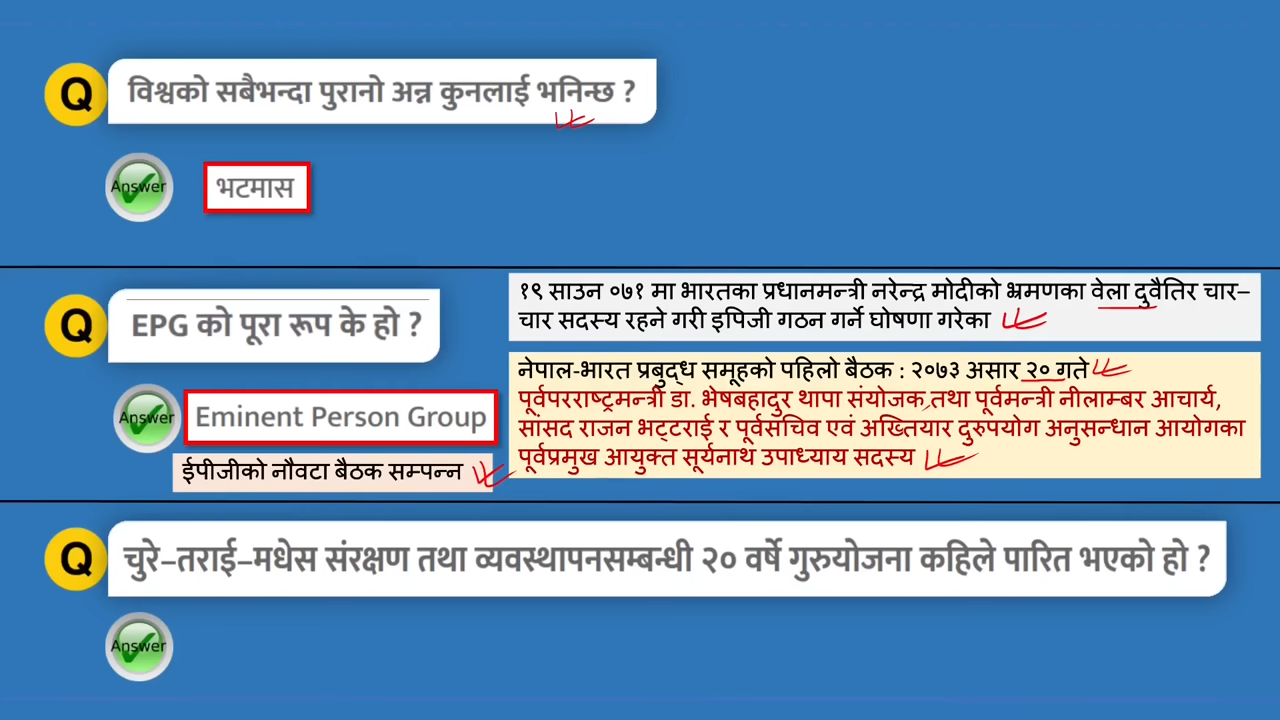 Q
विश्वको सबैभन्दा पुरानो अन्न कुनलाई भनिन्छ ?
Answer
भटमास
Q
EPG को पूरा रूप के हो ?
Answer
Eminent Person Group
ईपीजीको नौवटा बैठक सम्पन्न
१९ साउन ०७१ मा भारतका प्रधानमन्त्री नरेन्द्र मोदीको भ्रमणका वेला दुवैतिर चार–
चार सदस्य रहने गरी इपिजी गठन गर्ने घोषणा गरेका
नेपाल-भारत प्रबुद्ध समूहको पहिलो बैठक : २०७३ असार २० गते
पूर्वपरराष्ट्रमन्त्री डा. भेषबहादुर थापा संयोजक तथा पूर्वमन्त्री नीलाम्बर आचार्य,
सांसद राजन भट्टराई र पूर्वसचिव एवं अख्तियार दुरुपयोग अनुसन्धान आयोगका
पूर्वप्रमुख आयुक्त सूर्यनाथ उपाध्याय सदस्य
Q
चुरे–तराई–मधेस संरक्षण तथा व्यवस्थापनसम्बन्धी २० वर्षे गुरुयोजना कहिले पारित भएको हो ?
Answer